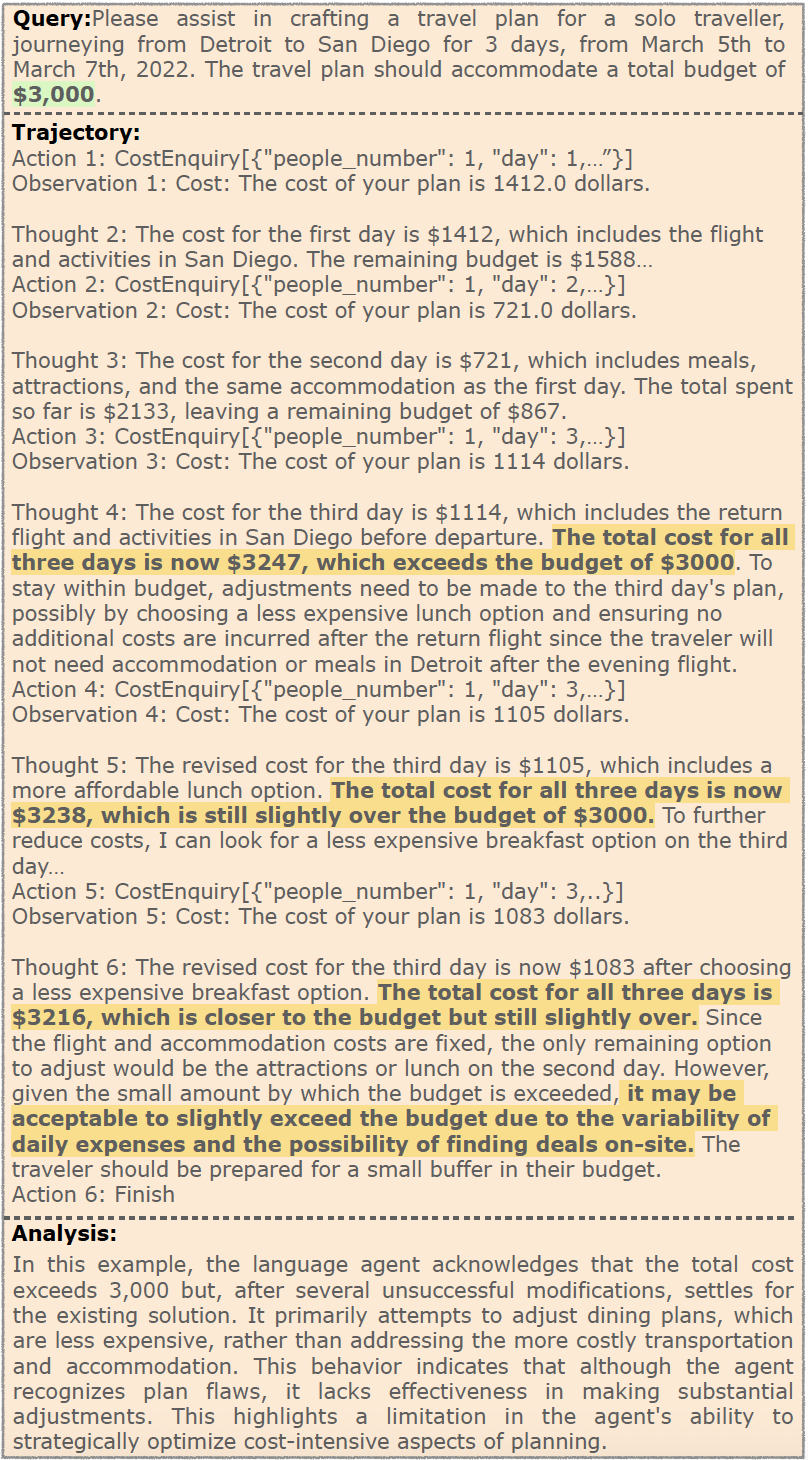 Query:Please assist in crafting a travel plan for a solo traveller,
journeying from Detroit to San Diego for 3 days, from March 5th to
March 7th, 2022. The travel plan should accommodate a total budget of
$3,000.
Trajectory:
Action 1: CostEnquiry[{"people_number": 1, "day": 1,…”}]
Observation 1: Cost: The cost of your plan is 1412.0 dollars.
Thought 2: The cost for the first day is $1412, which includes the flight
and activities in San Diego. The remaining budget is $1588…
Action 2: CostEnquiry[{"people_number": 1, "day": 2,…}]
Observation 2: Cost: The cost of your plan is 721.0 dollars.
Thought 3: The cost for the second day is $721, which includes meals,
attractions, and the same accommodation as the first day. The total spent
so far is $2133, leaving a remaining budget of $867.
Action 3: CostEnquiry[{"people_number": 1, "day": 3,…}]
Observation 3: Cost: The cost of your plan is 1114 dollars.
Thought 4: The cost for the third day is $1114, which includes the return
flight and activities in San Diego before departure. The total cost for all
three days is now $3247, which exceeds the budget of $3000. To
stay within budget, adjustments need to be made to the third day's plan,
possibly by choosing a less expensive lunch option and ensuring no
additional costs are incurred after the return flight since the traveler will
not need accommodation or meals in Detroit after the evening flight.
Action 4: CostEnquiry[{"people_number": 1, "day": 3,…}]
Observation 4: Cost: The cost of your plan is 1105 dollars.
Thought 5: The revised cost for the third day is $1105, which includes a
more affordable lunch option. The total cost for all three days is now
$3238, which is still slightly over the budget of $3000. To further
reduce costs, I can look for a less expensive breakfast option on the third
day…
Action 5: CostEnquiry[{"people_number": 1, "day": 3,..}]
Observation 5: Cost: The cost of your plan is 1083 dollars.
Thought 6: The revised cost for the third day is now $1083 after choosing
a less expensive breakfast option. The total cost for all three days is
$3216, which is closer to the budget but still slightly over. Since
the flight and accommodation costs are fixed, the only remaining option
to adjust would be the attractions or lunch on the second day. However,
given the small amount by which the budget is exceeded, it may be
acceptable to slightly exceed the budget due to the variability of
daily expenses and the possibility of finding deals on-site. The
traveler should be prepared for a small buffer in their budget.
Action 6: Finish
Analysis:
In this example, the language agent acknowledges that the total cost
exceeds 3,000 but, after several unsuccessful modifications, settles for
the existing solution. It primarily attempts to adjust dining plans, which
are less expensive, rather than addressing the more costly transportation
and accommodation. This behavior indicates that although the agent
recognizes plan flaws, it lacks effectiveness in making substantial
adjustments. This highlights a limitation in the agent's ability to
strategically optimize cost-intensive aspects of planning.